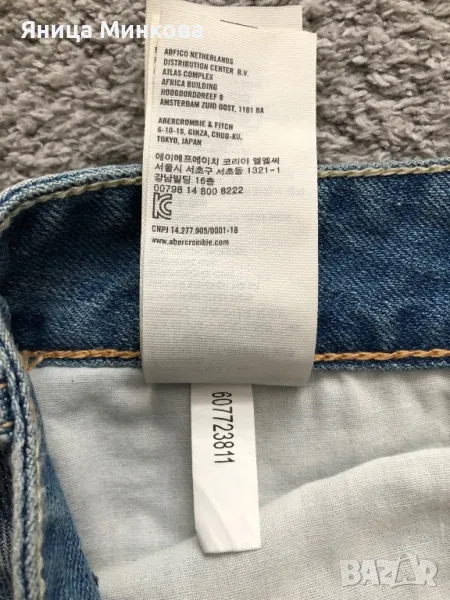 Яница Минкова
ABFICO NETHERLANDS
DISTRIBUTION CENTER B.V.
ATLAS COMPLEX
AFRICA BUILDING
HOOGOORDDREEF 9
AMSTERDAM ZUID OOST, 1101 BA
ABERCROMBIE & FITCH
6-10-16, GINZA, CHUO-KU,
TOKYO, JAPAN
에이에프에이치 코리아 엘엘씨
서울시 서초구 서초동 1321-1
강남빌딩 16층
00798 14 800 8222
CNPJ 14.277.905/0001-18
www.abercrombie.com
607723811
BAZAR